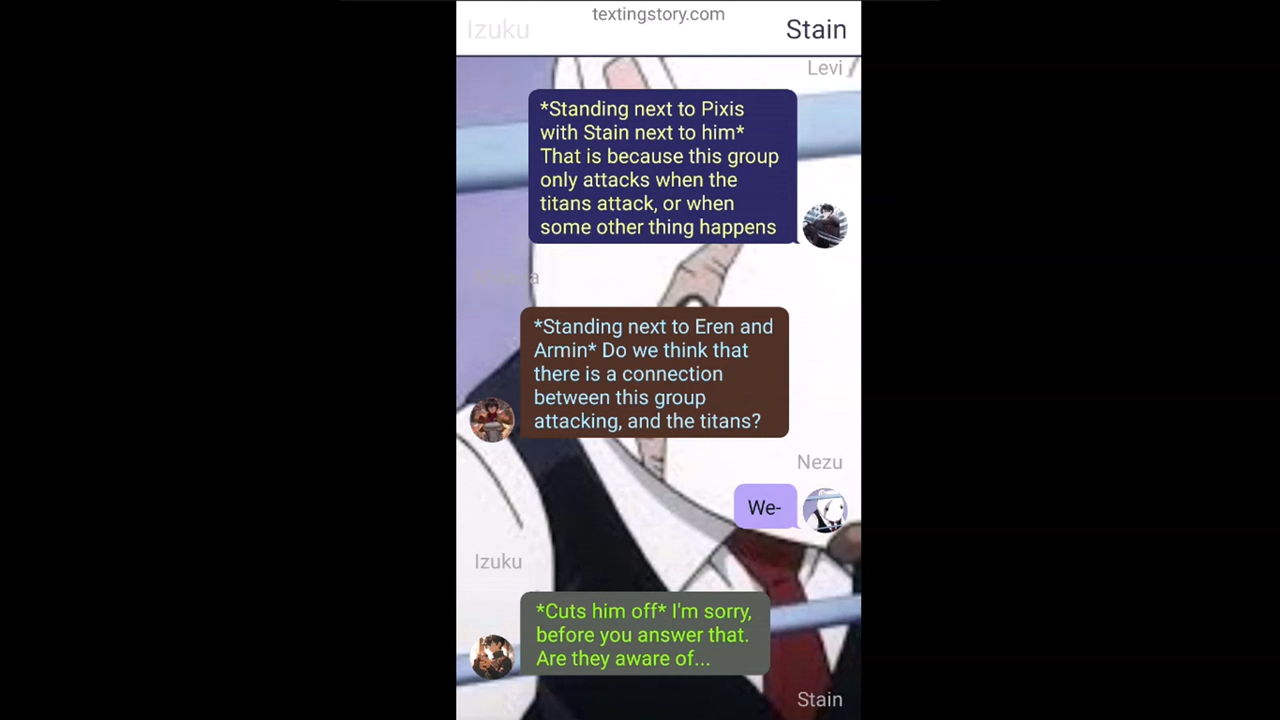 textingstory.com
Izuku
Stain
Levi /
*Standing next to Pixis
with Stain next to him*
That is because this group
only attacks when the
titans attack, or when
some other thing happens
*Standing next to Eren and
Armin* Do we think that
there is a connection
between this group
attacking, and the titans?
Nezu
We-
Izuku
*Cuts him off* I'm sorry,
before you answer that.
Are they aware of...
Stain